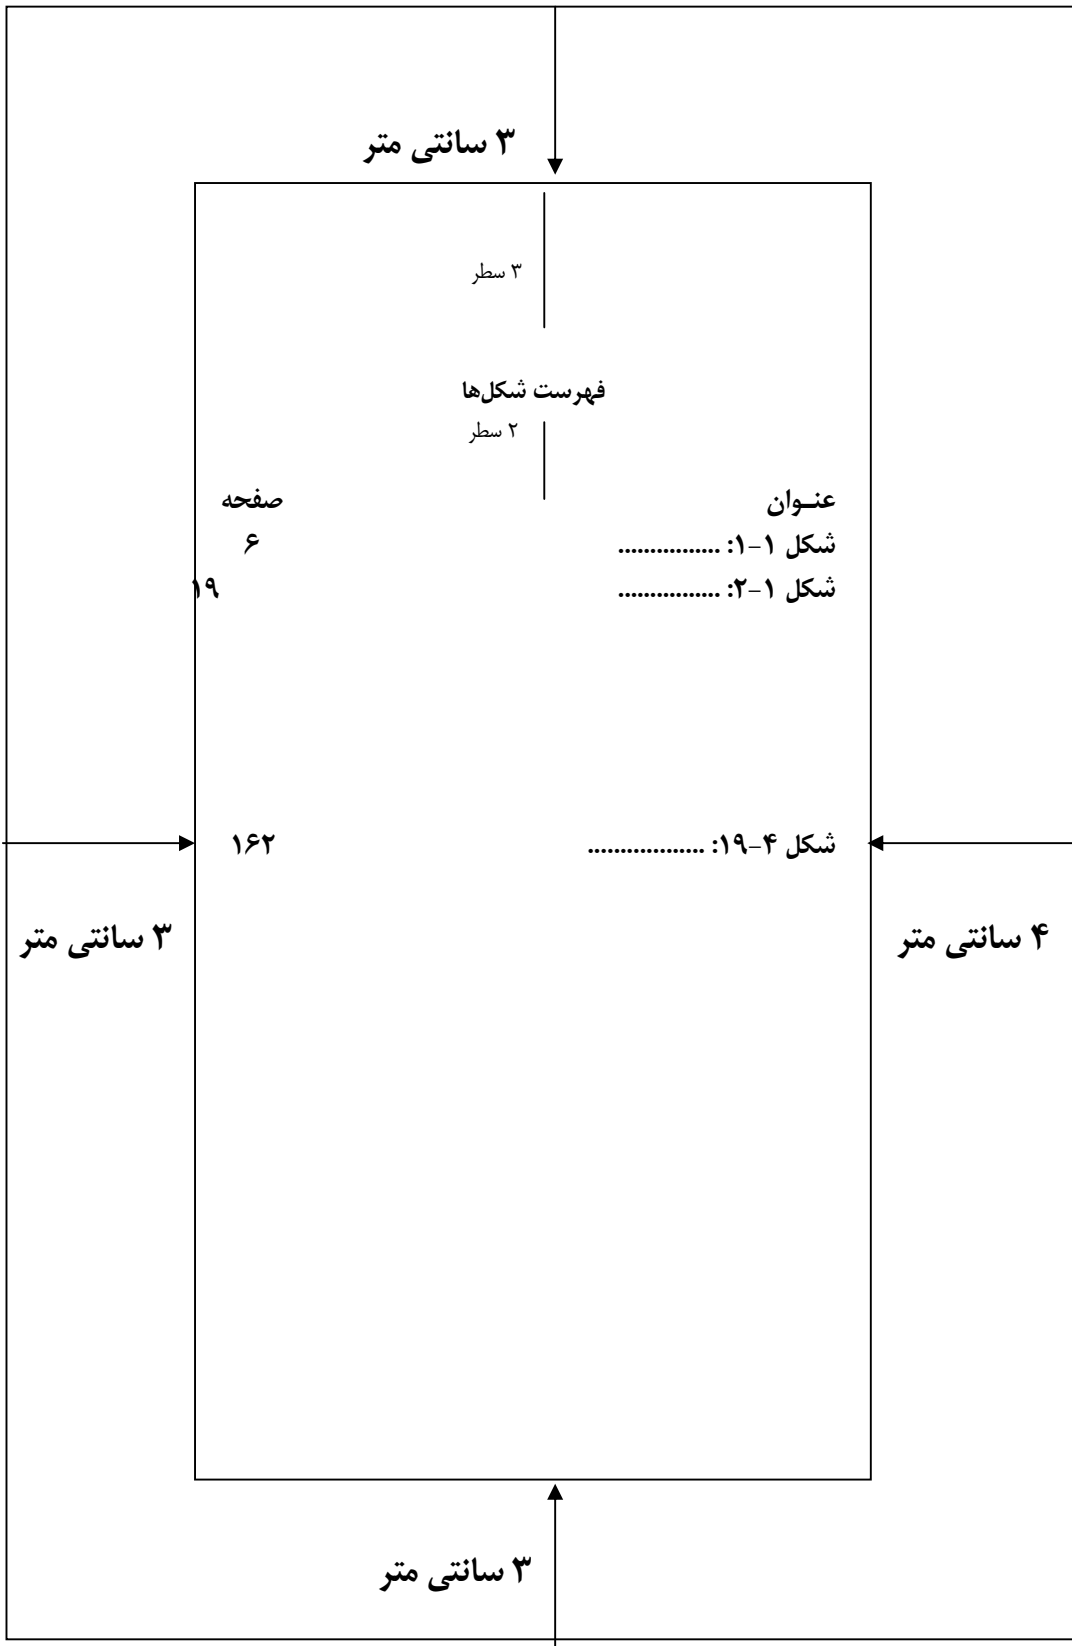 ۳ سانتی متر
۳ سطر
فهرست شکل‌ها
۲ سطر
عنـوان صفحه
شکل ۱-۱: ................ ۶
شکل ۱-۲: ................ ۱۹
شکل ۴-۱۹: .................. ۱۶۲
۴ سانتی متر
۳ سانتی متر
۳ سانتی متر